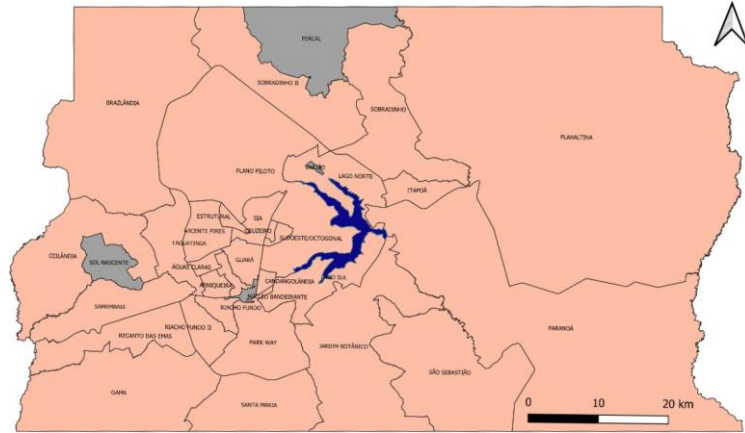 FERCAL
SOBRADINHO II
BRAZLÂNDIA
SOBRADINHO
PLANALTINA
PLANO PILOTO
LAGO NORTE
ITAPOÃ
ESTRUTURAL
SIA
VICENTE PIRES
CRUZEIRO
SUDOESTE/OCTOGONAL
TAGUATINGA
CEILÂNDIA
SOL NASCENTE
GUARÁ
ÁGUAS CLARAS
ARNIQUEIRA
CANDANGOLÂNDIA
NÚCLEO BANDEIRANTE
SAMAMBAIA
RIACHO FUNDO
RIACHO FUNDO II
RECANTO DAS EMAS
PARK WAY
JARDIM BOTÂNICO
PARANOÁ
SÃO SEBASTIÃO
GAMA
SANTA MARIA
0 10 20 km